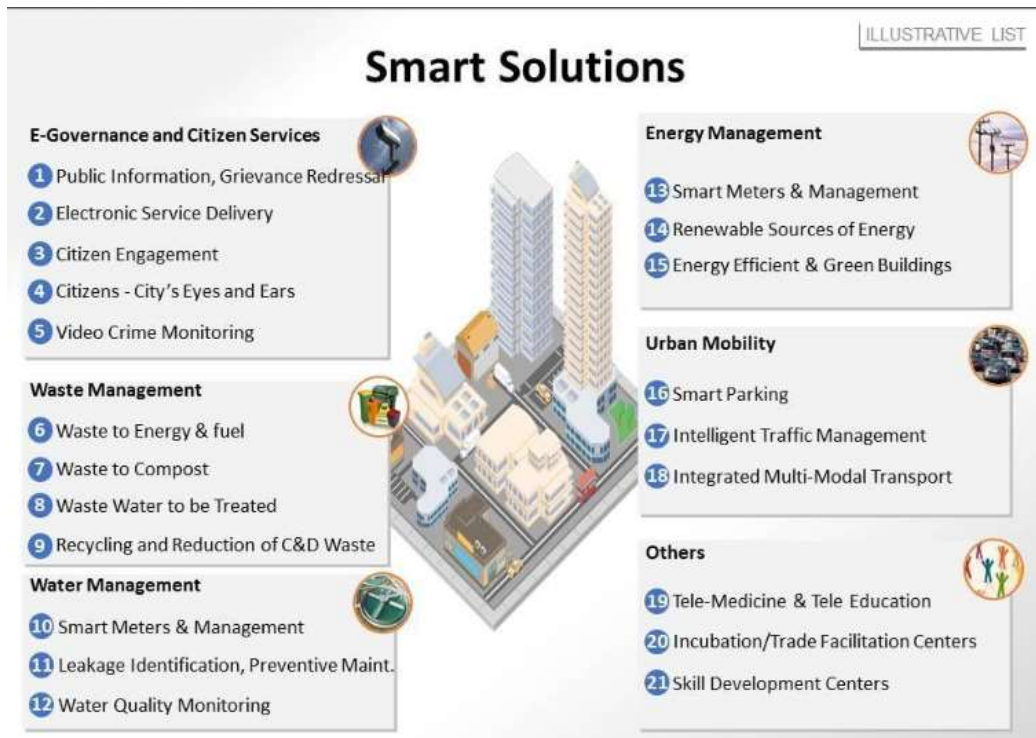 ILLUSTRATIVE LIST
Smart Solutions
E-Governance and Citizen Services
1 Public Information, Grievance Redressal
2 Electronic Service Delivery
3 Citizen Engagement
4 Citizens - City's Eyes and Ears
5 Video Crime Monitoring
Waste Management
6 Waste to Energy & fuel
7 Waste to Compost
8 Waste Water to be Treated
9 Recycling and Reduction of C&D Waste
Water Management
10 Smart Meters & Management
11 Leakage Identification, Preventive Maint.
12 Water Quality Monitoring
Energy Management
13 Smart Meters & Management
14 Renewable Sources of Energy
15 Energy Efficient & Green Buildings
Urban Mobility
16 Smart Parking
17 Intelligent Traffic Management
18 Integrated Multi-Modal Transport
Others
19 Tele-Medicine & Tele Education
20 Incubation/Trade Facilitation Centers
21 Skill Development Centers